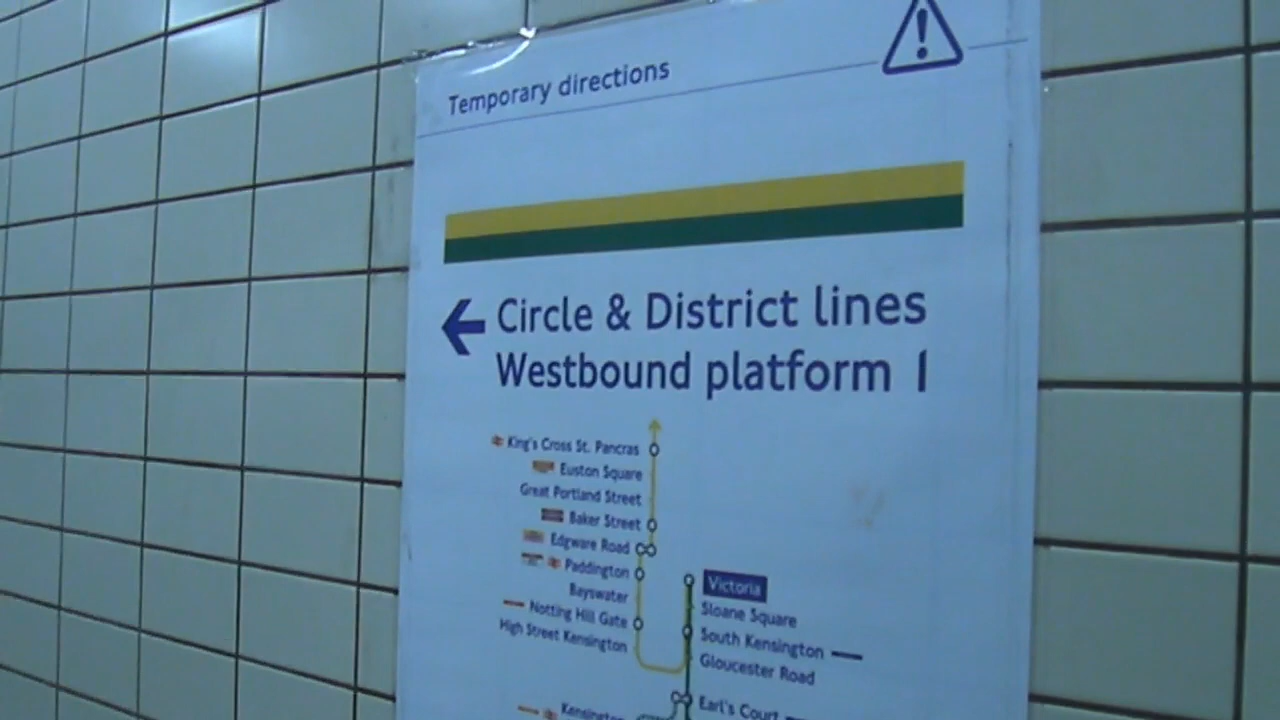 Temporary directions
Circle & District lines
Westbound platform 1
King's Cross St. Pancras
Euston Square
Great Portland Street
Baker Street
Edgware Road
Paddington
Bayswater
Notting Hill Gate
High Street Kensington
Victoria
Sloane Square
South Kensington
Gloucester Road
Earl's Court
Kensington